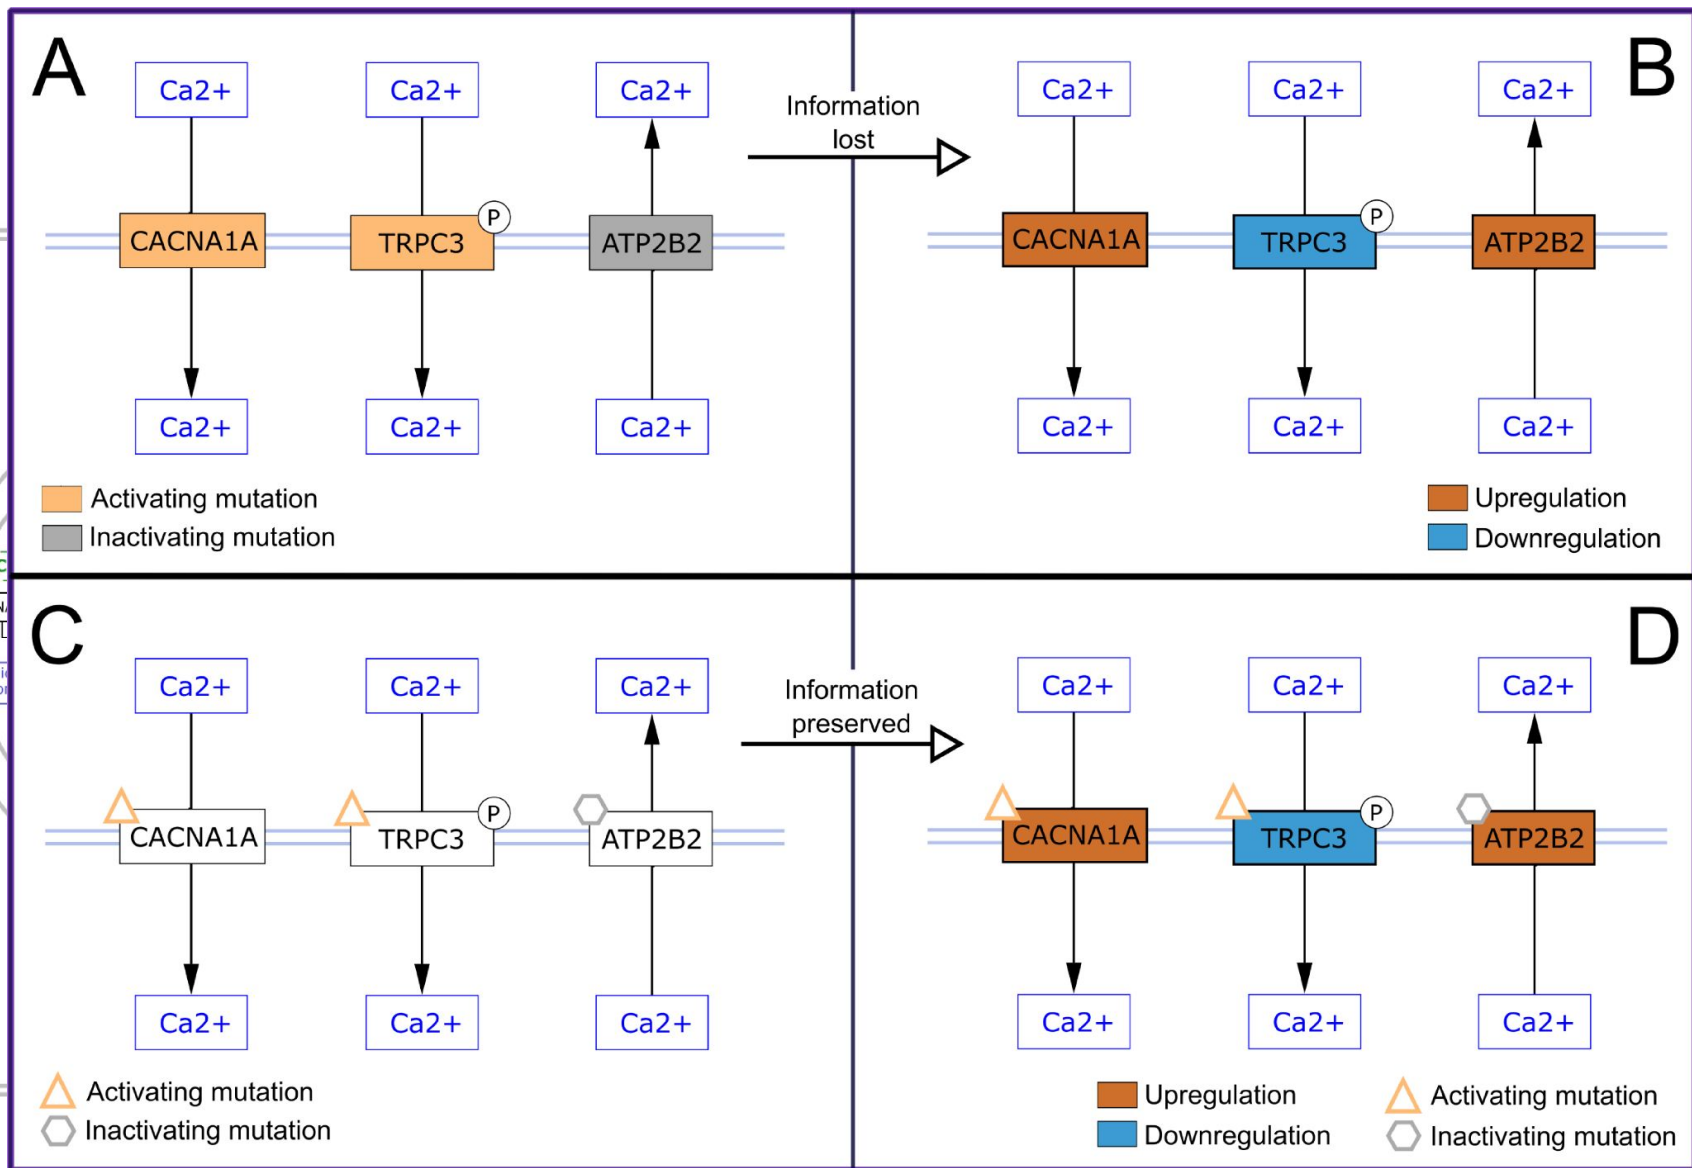 A
B
Ca2+ Ca2+ Ca2+
Information
lost
Ca2+ Ca2+ Ca2+
CACNA1A TRPC3 P ATP2B2
CACNA1A TRPC3 P ATP2B2
Ca2+ Ca2+ Ca2+
Ca2+ Ca2+ Ca2+
Activating mutation
Inactivating mutation
Upregulation
Downregulation
C
D
Ca2+ Ca2+ Ca2+
Information
preserved
Ca2+ Ca2+ Ca2+
CACNA1A TRPC3 P ATP2B2
CACNA1A TRPC3 P ATP2B2
Ca2+ Ca2+ Ca2+
Ca2+ Ca2+ Ca2+
Activating mutation
Inactivating mutation
Upregulation
Downregulation
Activating mutation
Inactivating mutation